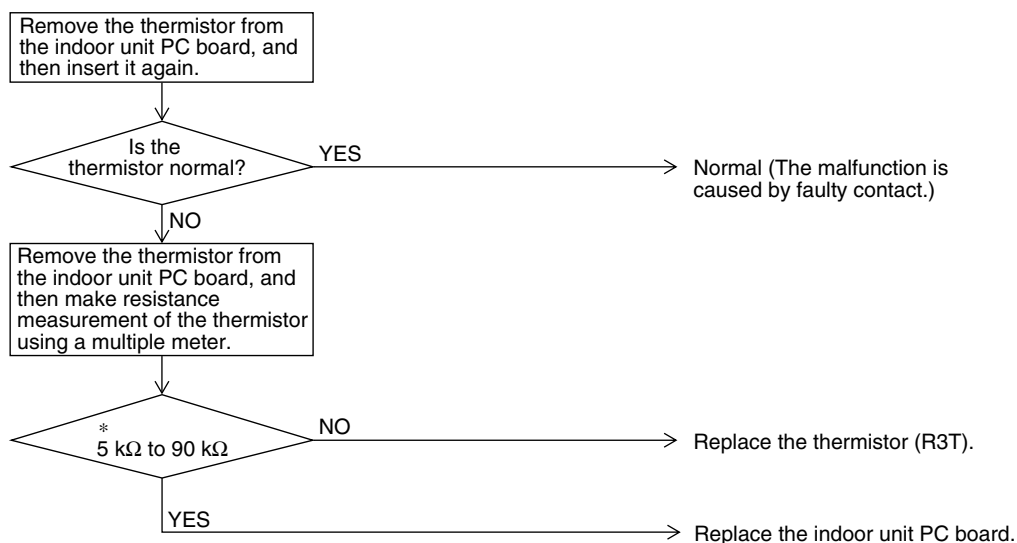 Remove the thermistor from
the indoor unit PC board, and
then insert it again.
Is the
thermistor normal?
YES
Normal (The malfunction is
caused by faulty contact.)
NO
Remove the thermistor from
the indoor unit PC board, and
then make resistance
measurement of the thermistor
using a multiple meter.
*
5 kΩ to 90 kΩ
NO
Replace the thermistor (R3T).
YES
Replace the indoor unit PC board.